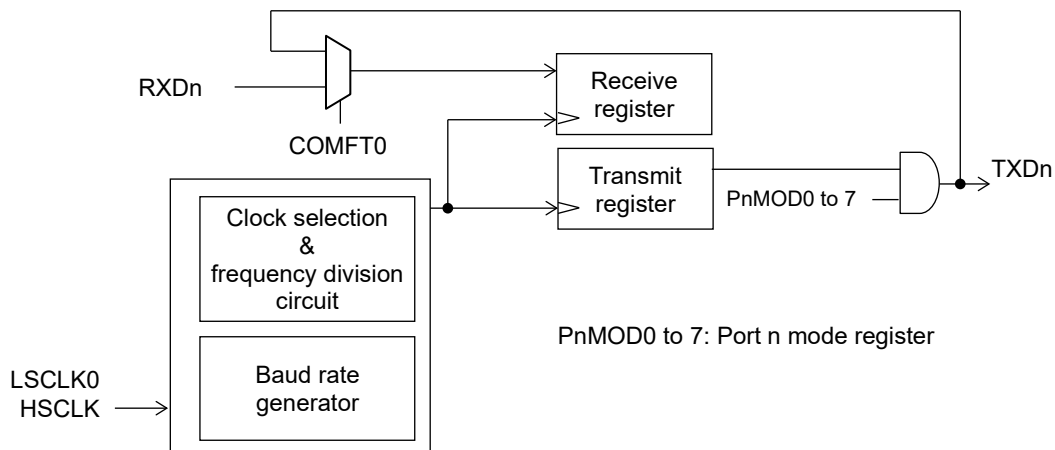 RXDn
COMFT0
Receive
register
Transmit
register
PnMOD0 to 7
TXDn
Clock selection
&
frequency division
circuit
PnMOD0 to 7: Port n mode register
Baud rate
generator
LSCLK0
HSCLK